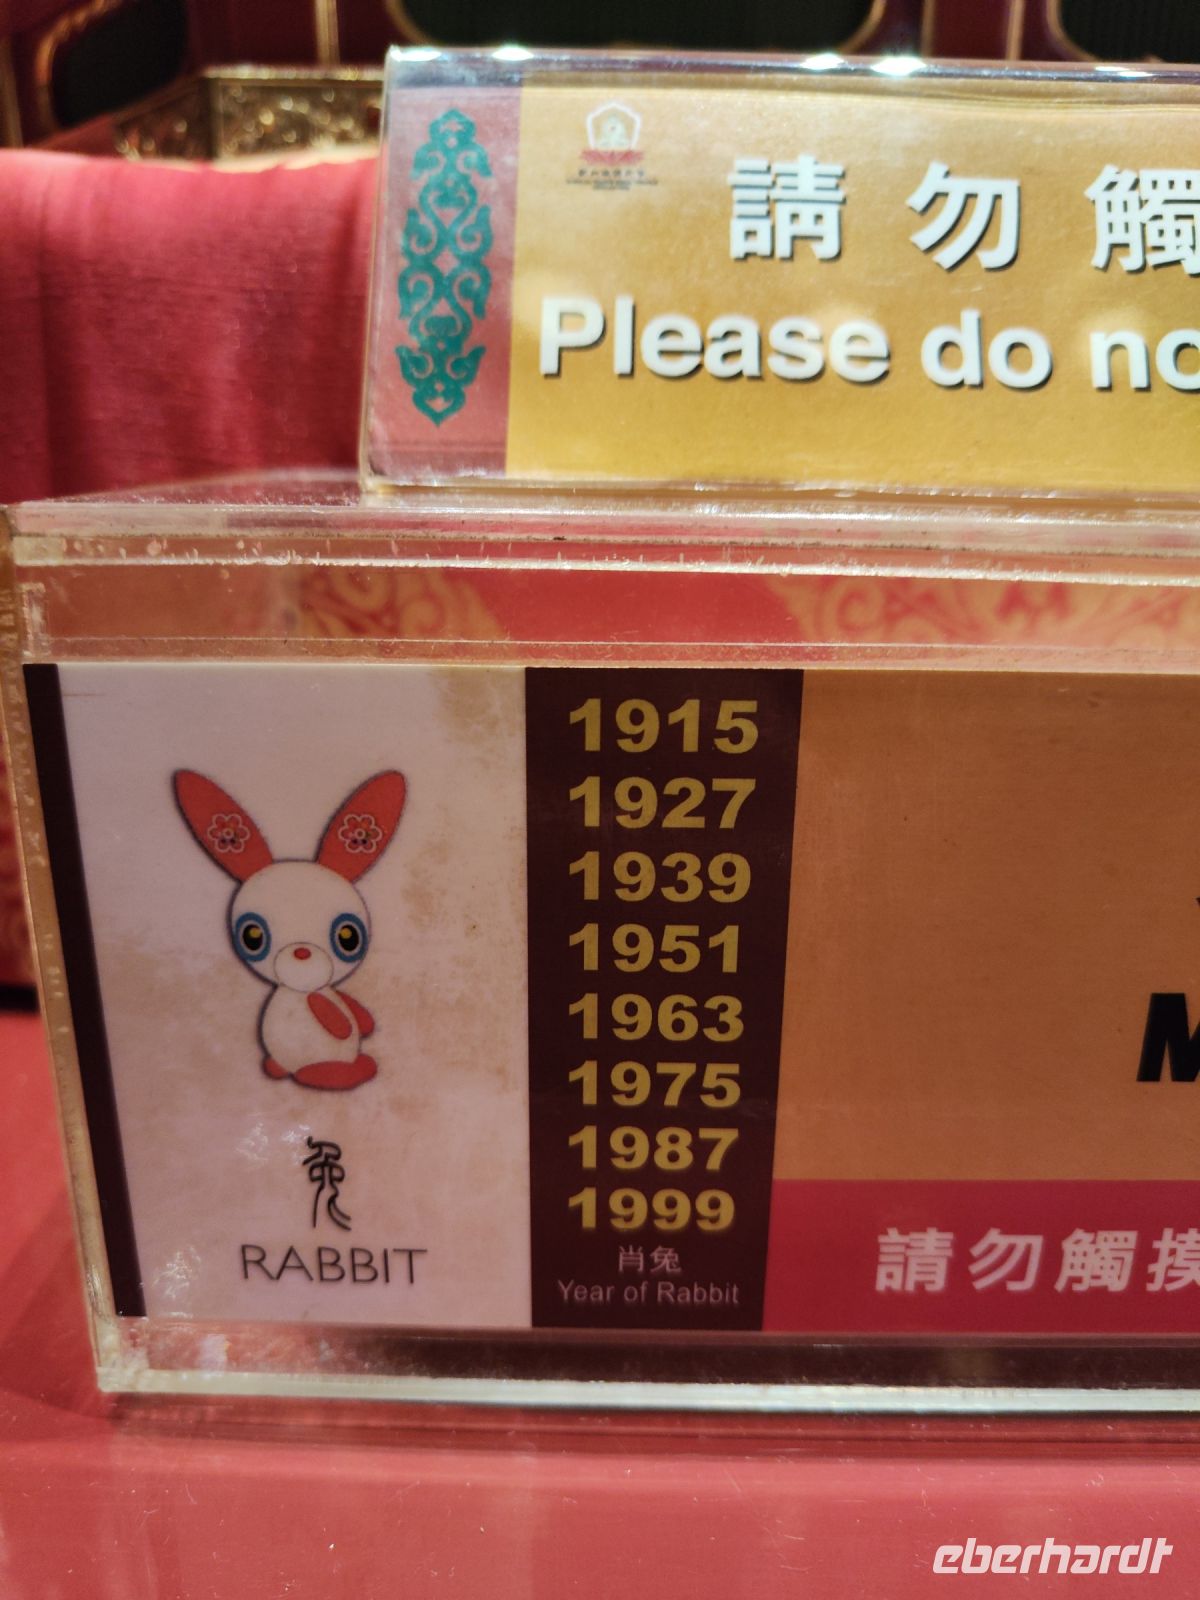 請勿觸
Please do no
兔
RABBIT
1915
1927
1939
1951
1963
1975
1987
1999
肖兔
Year of Rabbit
M
請勿觸摸
eberhardt